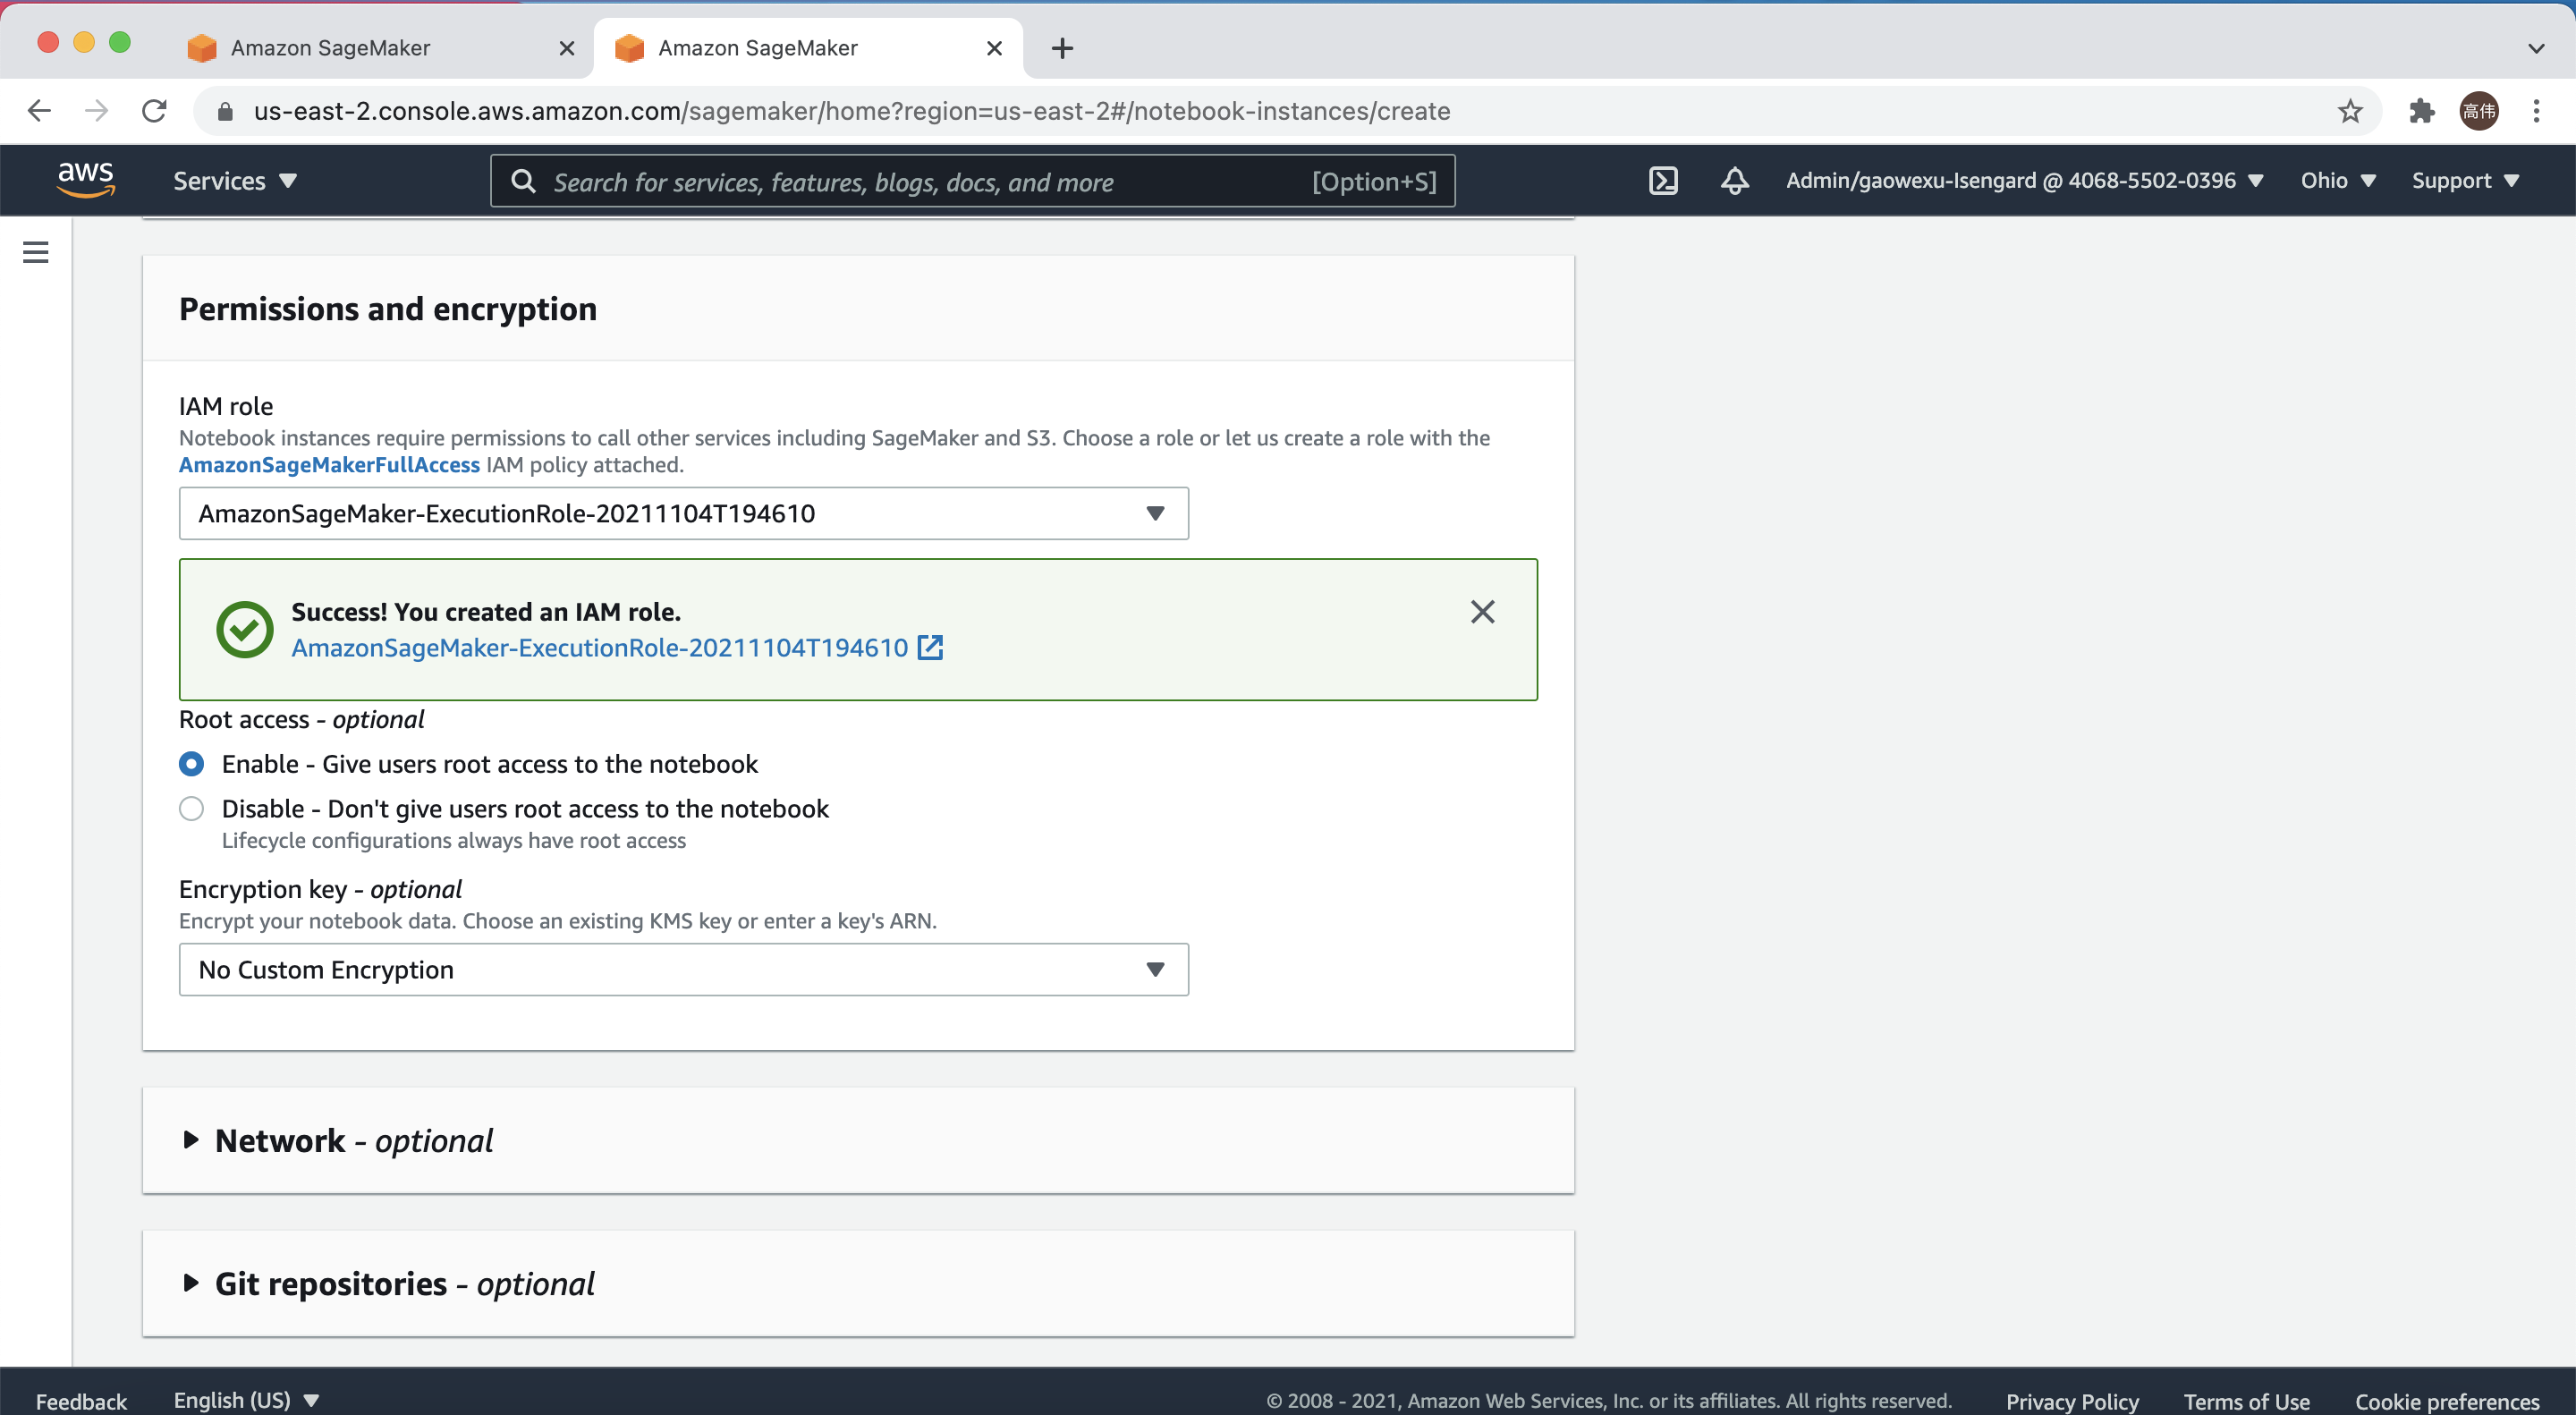 Amazon SageMaker
Amazon SageMaker
us-east-2.console.aws.amazon.com/sagemaker/home?region=us-east-2#/notebook-instances/create
高伟
aws
Services
Search for services, features, blogs, docs, and more
[Option+S]
Admin/gaowexu-Isengard @ 4068-5502-0396
Ohio
Support
Permissions and encryption
IAM role
Notebook instances require permissions to call other services including SageMaker and S3. Choose a role or let us create a role with the
AmazonSageMakerFullAccess IAM policy attached.
AmazonSageMaker-ExecutionRole-20211104T194610
Success! You created an IAM role.
AmazonSageMaker-ExecutionRole-20211104T194610
Root access - optional
Enable - Give users root access to the notebook
Disable - Don't give users root access to the notebook
Lifecycle configurations always have root access
Encryption key - optional
Encrypt your notebook data. Choose an existing KMS key or enter a key's ARN.
No Custom Encryption
Network - optional
Git repositories - optional
Feedback
English (US)
© 2008 - 2021, Amazon Web Services, Inc. or its affiliates. All rights reserved.
Privacy Policy
Terms of Use
Cookie preferences